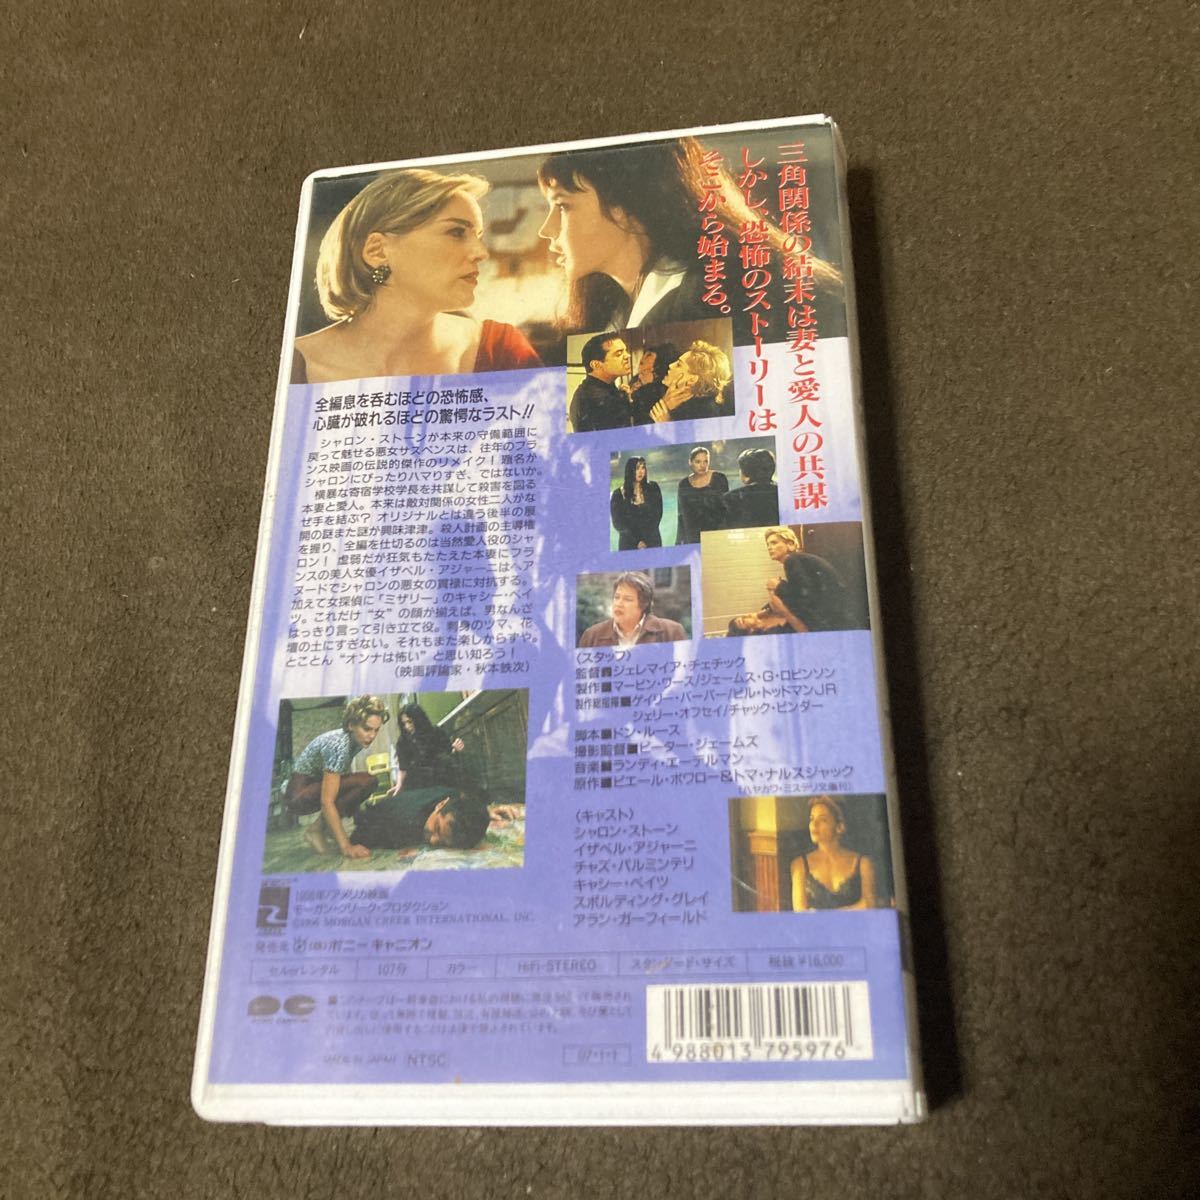 三角関係の結末は妻と愛人の共謀
しかし、恐怖のストーリーは
そこから始まる。
全編息を呑むほどの恐怖感、
心臓が破れるほどの驚愕なラスト!!
シャロン・ストーンが本来の守備範囲に
戻って魅せる悪女サスペンスは、往年のフラ
ンス映画の伝説的傑作のリメイク!題名か
シャロンにぴったりハマりすぎ、ではないか。
横暴な寄宿学校学長を共謀して殺害を図る
本妻と愛人。本来は敵対関係の女性二人がな
ぜ手を結ぶ?オリジナルとは違う後半の展
開の謎また謎が興味津津。殺人計画の主導権
を握り、全編を仕切るのは当然愛人役のシャ
ロン!虚弱だが狂気もたたえた本妻にフラ
ンスの美人女優イザベル・アジャーニはヘア
ヌードでシャロンの悪女の貫禄に対抗する。
加えて女探偵に「ミザリー」のキャシー・ベイ
ツ。これだけ“女”の顔が揃えば、男なんざ
はっきり言って引き立て役。刺身のツマ、花
壇の土にすぎない。それもまた楽しからずや。
とことん“オンナは怖い”と思い知ろう!
(映画評論家・秋本鉄次)
〈スタッフ〉
監督■ジェレマイア・チェチック
製作■マービン・ワース/ジェームス・G・ロビンソン
製作総指揮■ゲイリー・バーバー/ビル・トッドマンJR
ジェリー・オフセイ/チャック・ビンダー
脚本■ドン・ルース
撮影監督■ピーター・ジェームズ
音楽■ランディ・エーデルマン
原作■ピエール・ボワロー&トマ・ナルスジャック
(ハヤカワ・ミステリ文庫刊)
〈キャスト〉
シャロン・ストーン
イザベル・アジャーニ
チャズ・パルミンテリ
キャシー・ベイツ
スポルディング・グレイ
アラン・ガーフィールド
1996年/アメリカ映画
モーガン・クリーク・プロダクション
©1996 MORGAN CREEK INTERNATIONAL, INC.
発売元 (株)ポニーキャニオン
セルorレンタル 107分 カラー HiFi-STEREO スタンダード・サイズ 税抜¥16,000
PONY CANYON
MADE IN JAPAN NTSC
97・1・1
4 988013 795976